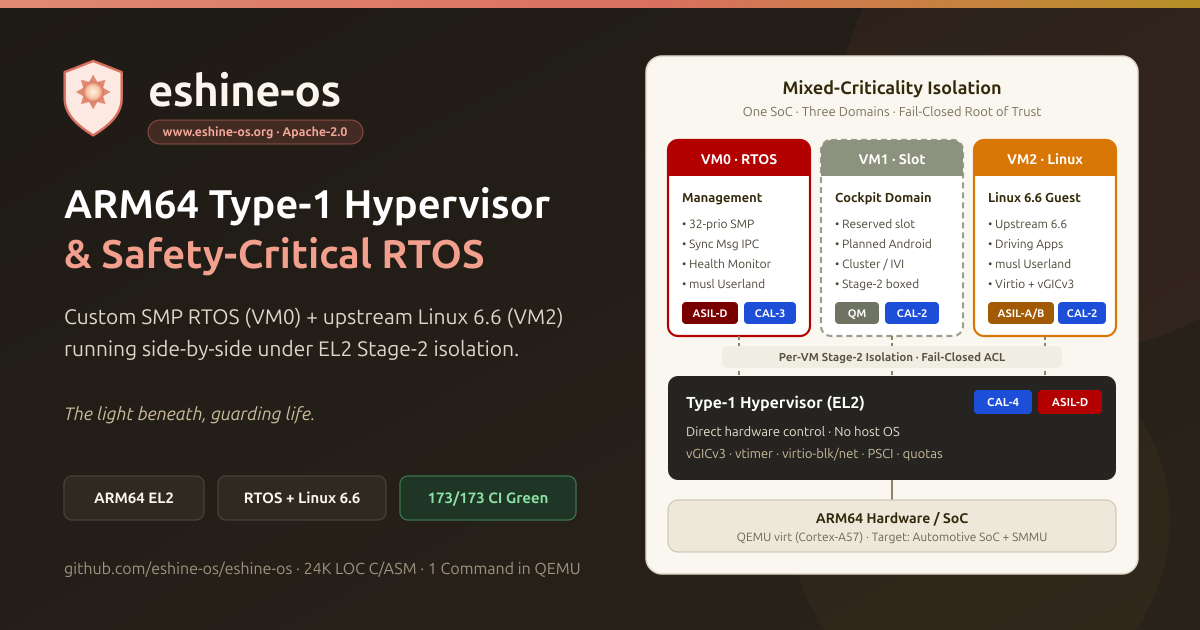 eshine-os
www.eshine-os.org · Apache-2.0
ARM64 Type-1 Hypervisor
& Safety-Critical RTOS
Custom SMP RTOS (VM0) + upstream Linux 6.6 (VM2)
running side-by-side under EL2 Stage-2 isolation.
The light beneath, guarding life.
ARM64 EL2
RTOS + Linux 6.6
173/173 CI Green
github.com/eshine-os/eshine-os · 24K LOC C/ASM · 1 Command in QEMU
Mixed-Criticality Isolation
One SoC · Three Domains · Fail-Closed Root of Trust
VM0 · RTOS
Management
• 32-prio SMP
• Sync Msg IPC
• Health Monitor
• musl Userland
ASIL-D
CAL-3
VM1 · Slot
Cockpit Domain
• Reserved slot
• Planned Android
• Cluster / IVI
• Stage-2 boxed
QM
CAL-2
VM2 · Linux
Linux 6.6 Guest
• Upstream 6.6
• Driving Apps
• musl Userland
• Virtio + vGICv3
ASIL-A/B
CAL-2
Per-VM Stage-2 Isolation · Fail-Closed ACL
Type-1 Hypervisor (EL2)
CAL-4
ASIL-D
Direct hardware control · No host OS
vGICv3 · vtimer · virtio-blk/net · PSCI · quotas
ARM64 Hardware / SoC
QEMU virt (Cortex-A57) · Target: Automotive SoC + SMMU